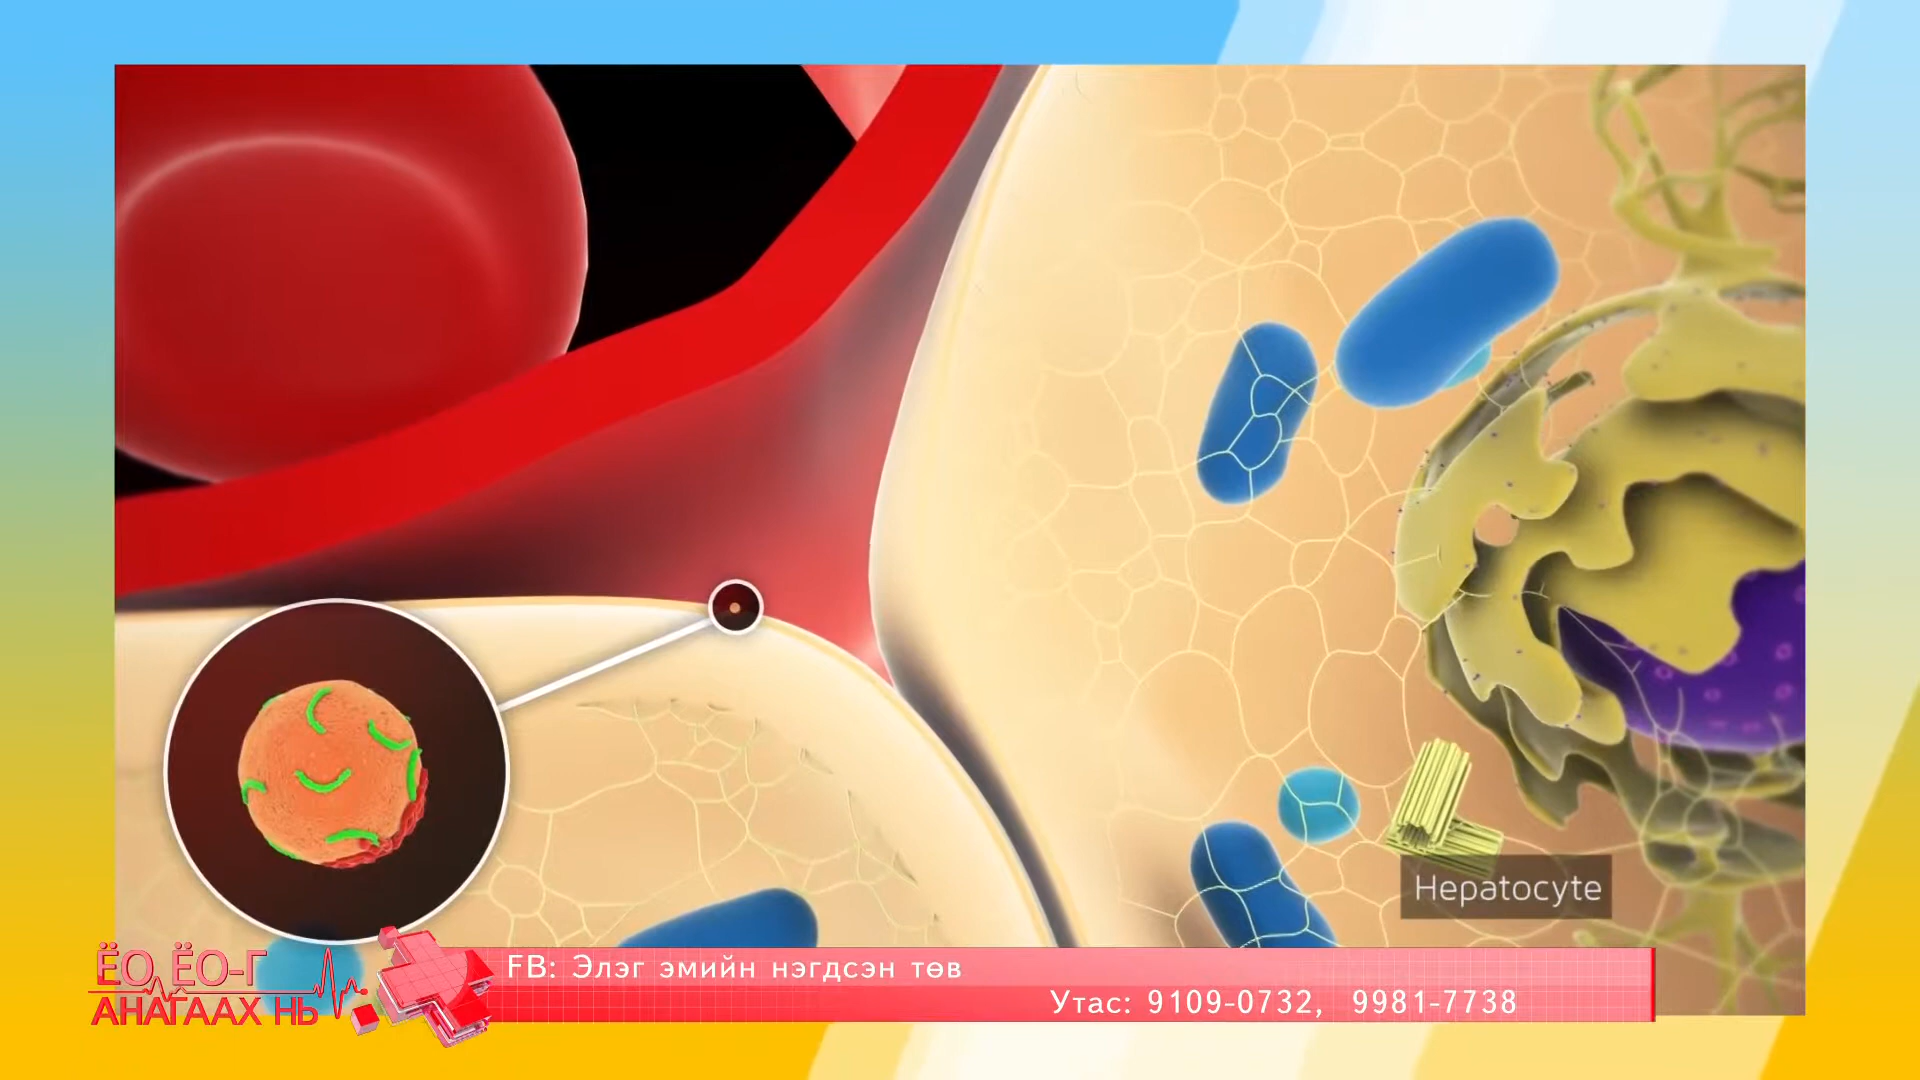 Hepatocyte
ЁО ЁО-Г
АНАГААХ НЬ
FB: Элэг эмийн нэгдсэн төв
Утас: 9109-0732, 9981-7738